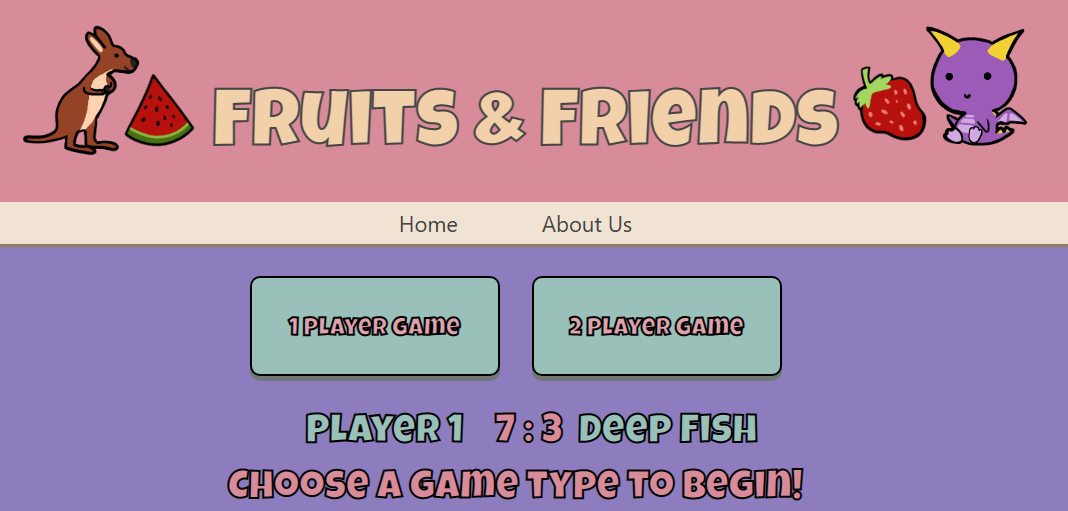 FRUITS & FRIENDS
Home About Us
1 PLAYER GAME 2 PLAYER GAME
PLAYER 1 7 : 3 DEEP FISH
CHOOSE A GAME TYPE TO BEGIN!